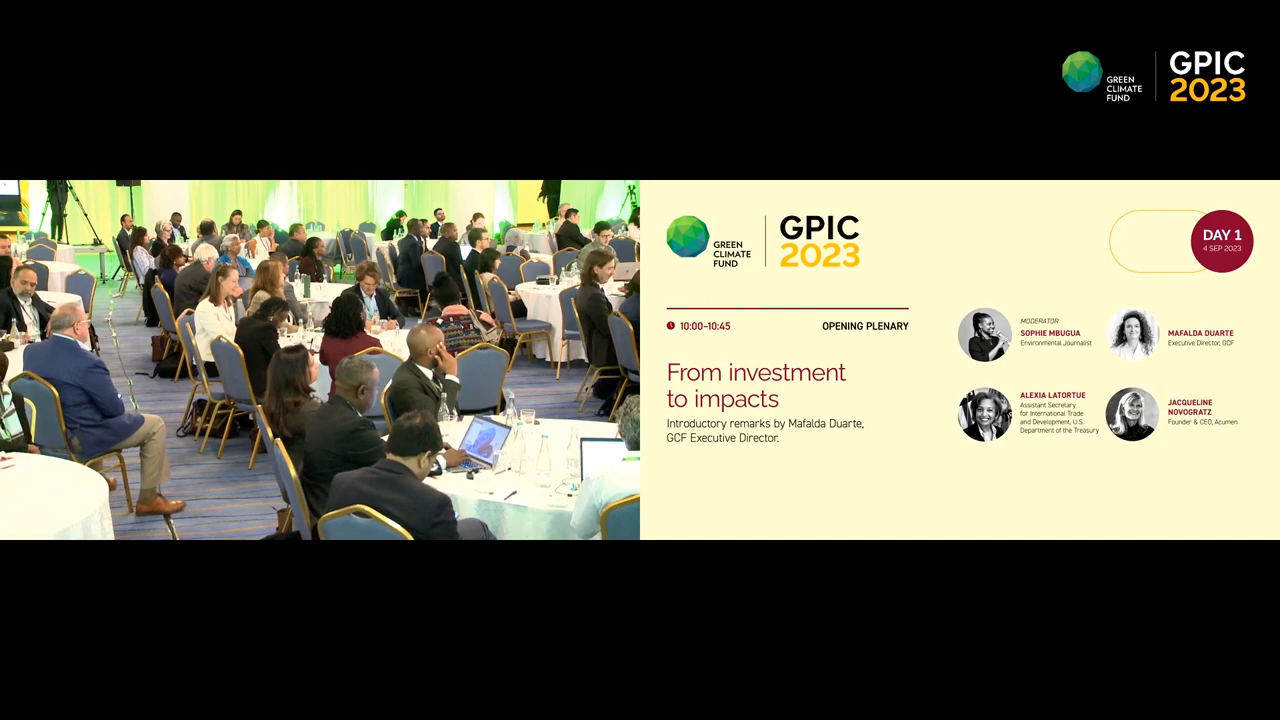 GREEN
CLIMATE
FUND
GPIC
2023
GREEN
CLIMATE
FUND
GPIC
2023
DAY 1
4 SEP 2023
10:00–10:45
OPENING PLENARY
From investment
to impacts
Introductory remarks by Mafalda Duarte,
GCF Executive Director.
MODERATOR
SOPHIE MBUGUA
Environmental Journalist
MAFALDA DUARTE
Executive Director, GCF
ALEXIA LATORTUE
Assistant Secretary
for International Trade
and Development, U.S.
Department of the Treasury
JACQUELINE
NOVOGRATZ
Founder & CEO, Acumen